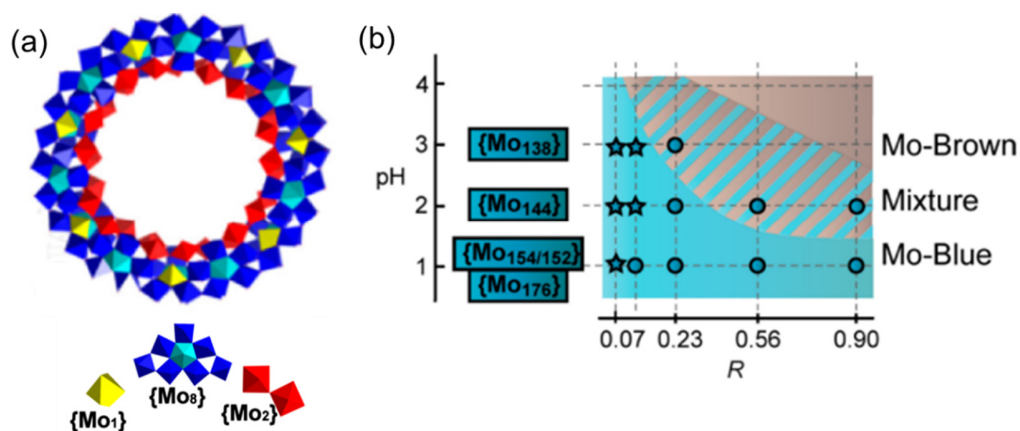 (a)
{Mo1}
{Mo8}
{Mo2}
(b)
pH
4
3
2
1
{Mo138}
{Mo144}
{Mo154/152}
{Mo176}
Mo-Brown
Mixture
Mo-Blue
0.07 0.23 0.56 0.90
R